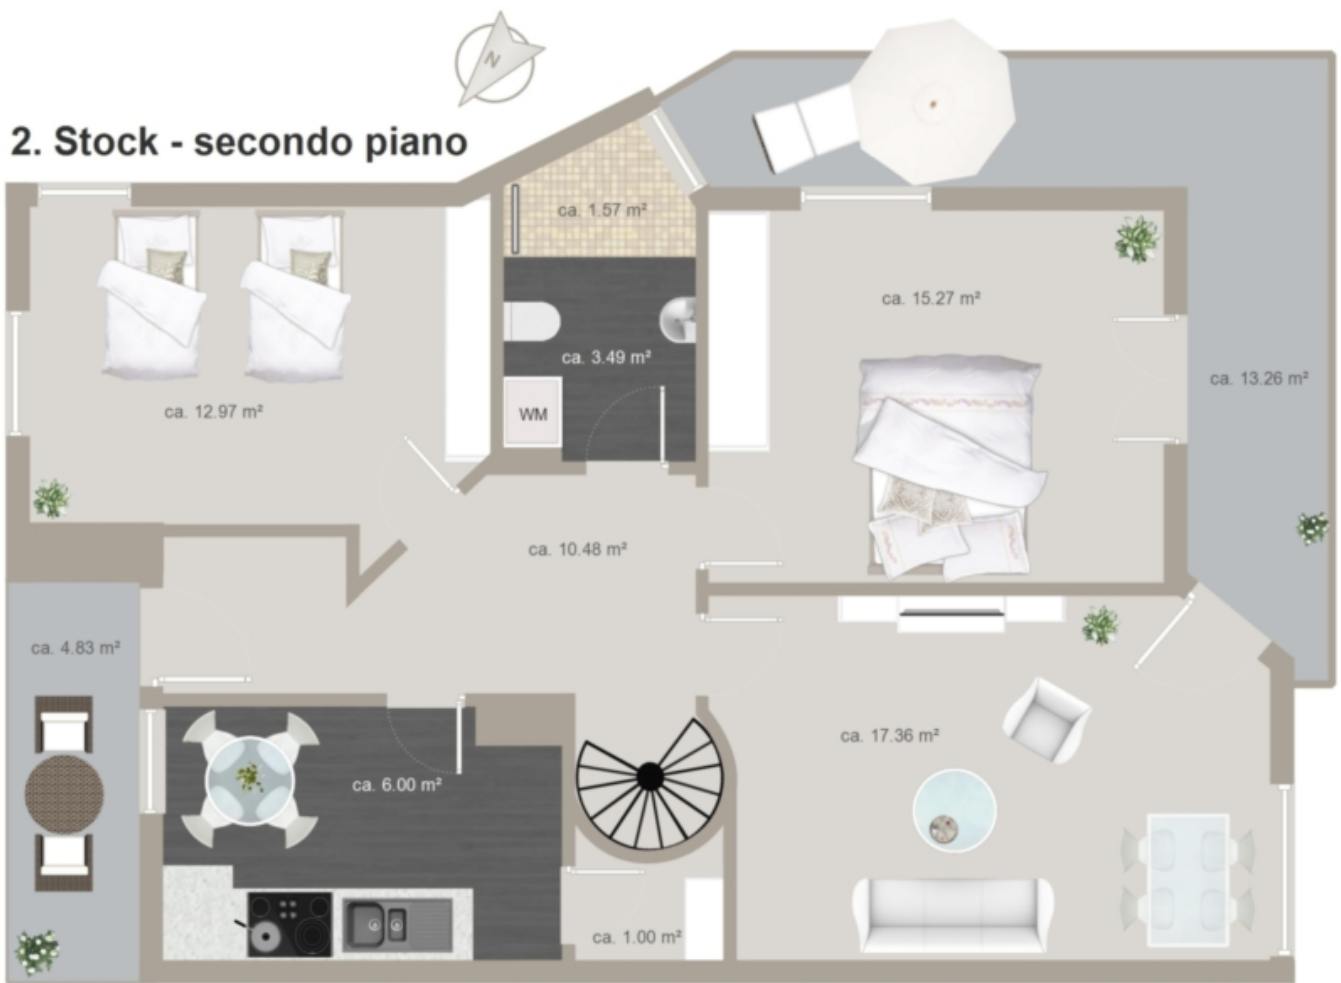 N
2. Stock - secondo piano
ca. 1.57 m²
ca. 15.27 m²
ca. 3.49 m²
ca. 13.26 m²
ca. 12.97 m²
WM
ca. 10.48 m²
ca. 4.83 m²
ca. 17.36 m²
ca. 6.00 m²
ca. 1.00 m²